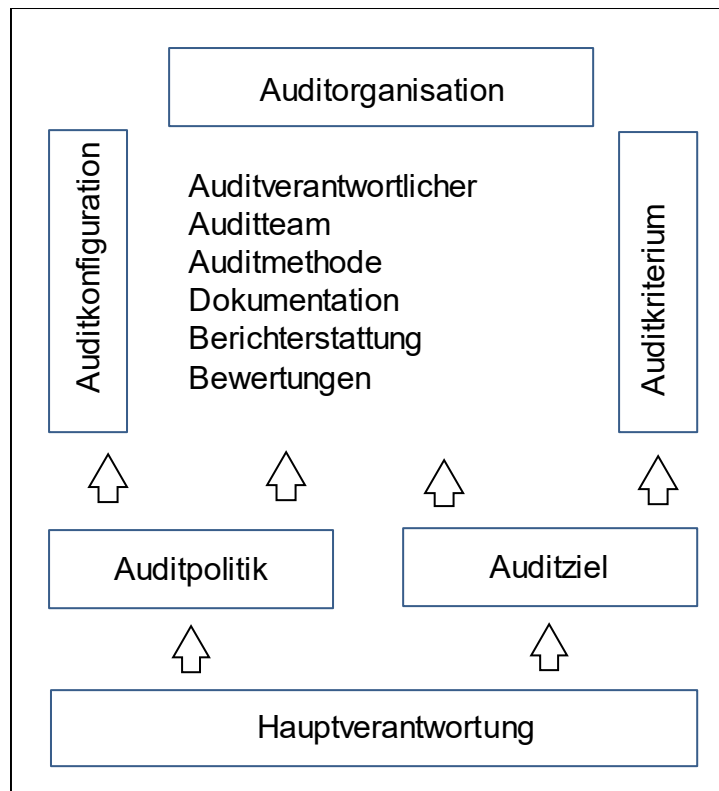 Auditorganisation
Auditkonfiguration
Auditverantwortlicher
Auditteam
Auditmethode
Dokumentation
Berichterstattung
Bewertungen
Auditkriterium
Auditpolitik
Auditziel
Hauptverantwortung